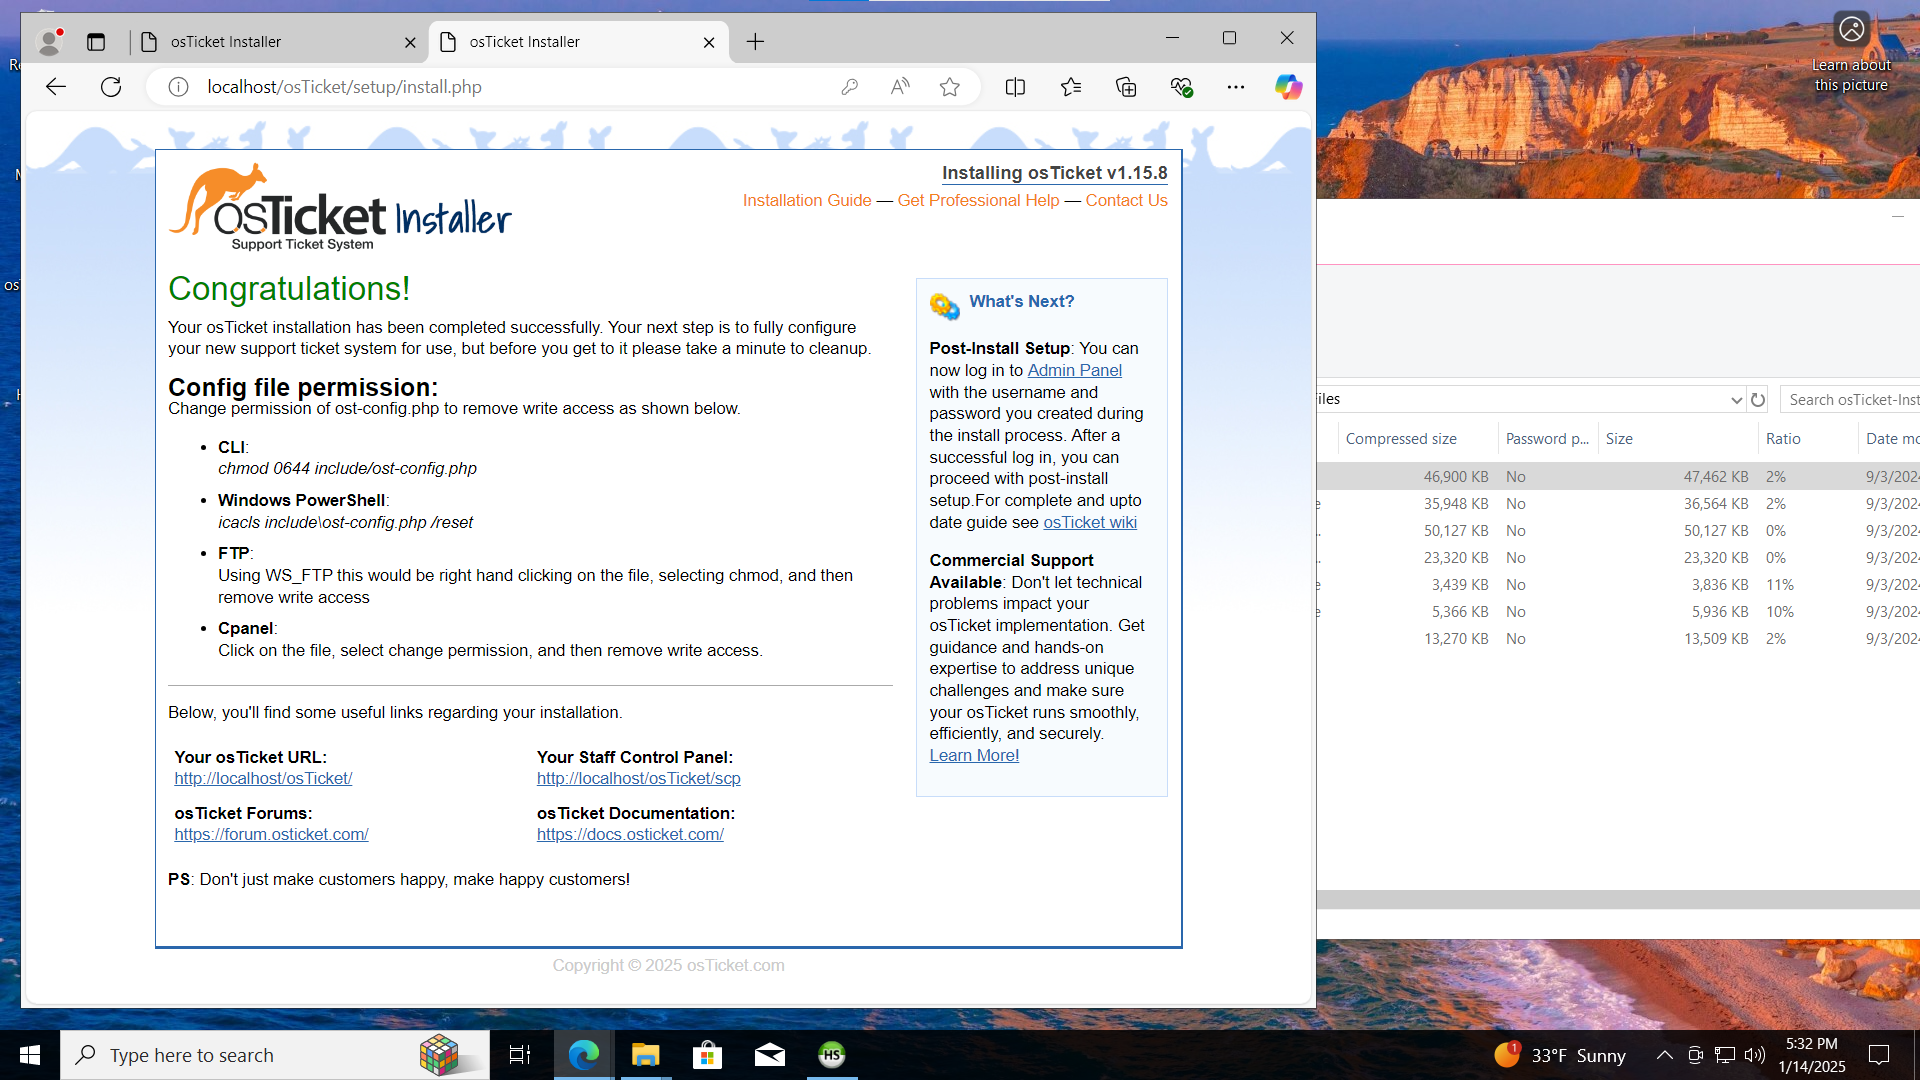 osTicket Installer
osTicket Installer
localhost/osTicket/setup/install.php
Learn about
this picture
osTicket Installer
Support Ticket System
Installing osTicket v1.15.8
Installation Guide — Get Professional Help — Contact Us
Congratulations!
Your osTicket installation has been completed successfully. Your next step is to fully configure
your new support ticket system for use, but before you get to it please take a minute to cleanup.
Config file permission:
Change permission of ost-config.php to remove write access as shown below.
• CLI:
chmod 0644 include/ost-config.php
• Windows PowerShell:
icacls include\ost-config.php /reset
• FTP:
Using WS_FTP this would be right hand clicking on the file, selecting chmod, and then
remove write access
• Cpanel:
Click on the file, select change permission, and then remove write access.
Below, you'll find some useful links regarding your installation.
Your osTicket URL:
http://localhost/osTicket/
Your Staff Control Panel:
http://localhost/osTicket/scp
osTicket Forums:
https://forum.osticket.com/
osTicket Documentation:
https://docs.osticket.com/
PS: Don't just make customers happy, make happy customers!
What's Next?
Post-Install Setup: You can
now log in to Admin Panel
with the username and
password you created during
the install process. After a
successful log in, you can
proceed with post-install
setup.For complete and upto
date guide see osTicket wiki
Commercial Support
Available: Don't let technical
problems impact your
osTicket implementation. Get
guidance and hands-on
expertise to address unique
challenges and make sure
your osTicket runs smoothly,
efficiently, and securely.
Learn More!
Copyright © 2025 osTicket.com
iles
Search osTicket-Inst
Compressed size Password p... Size Ratio Date mo
46,900 KB No 47,462 KB 2% 9/3/2024
35,948 KB No 36,564 KB 2% 9/3/2024
50,127 KB No 50,127 KB 0% 9/3/2024
23,320 KB No 23,320 KB 0% 9/3/2024
3,439 KB No 3,836 KB 11% 9/3/2024
5,366 KB No 5,936 KB 10% 9/3/2024
13,270 KB No 13,509 KB 2% 9/3/2024
Type here to search
HS
1
33°F Sunny
5:32 PM
1/14/2025